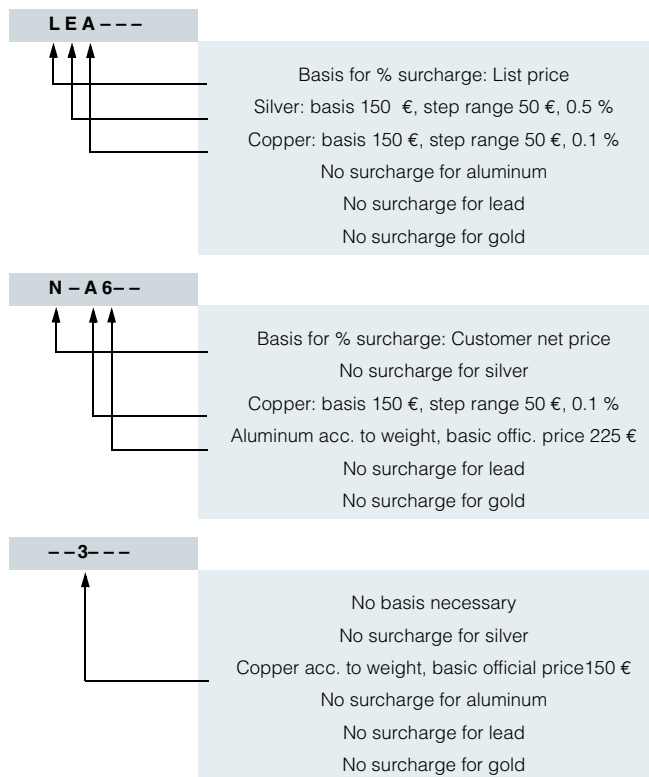 L E A – – –
Basis for % surcharge: List price
Silver: basis 150 €, step range 50 €, 0.5 %
Copper: basis 150 €, step range 50 €, 0.1 %
No surcharge for aluminum
No surcharge for lead
No surcharge for gold
N – A 6 – –
Basis for % surcharge: Customer net price
No surcharge for silver
Copper: basis 150 €, step range 50 €, 0.1 %
Aluminum acc. to weight, basic offic. price 225 €
No surcharge for lead
No surcharge for gold
– – 3 – – –
No basis necessary
No surcharge for silver
Copper acc. to weight, basic official price150 €
No surcharge for aluminum
No surcharge for lead
No surcharge for gold